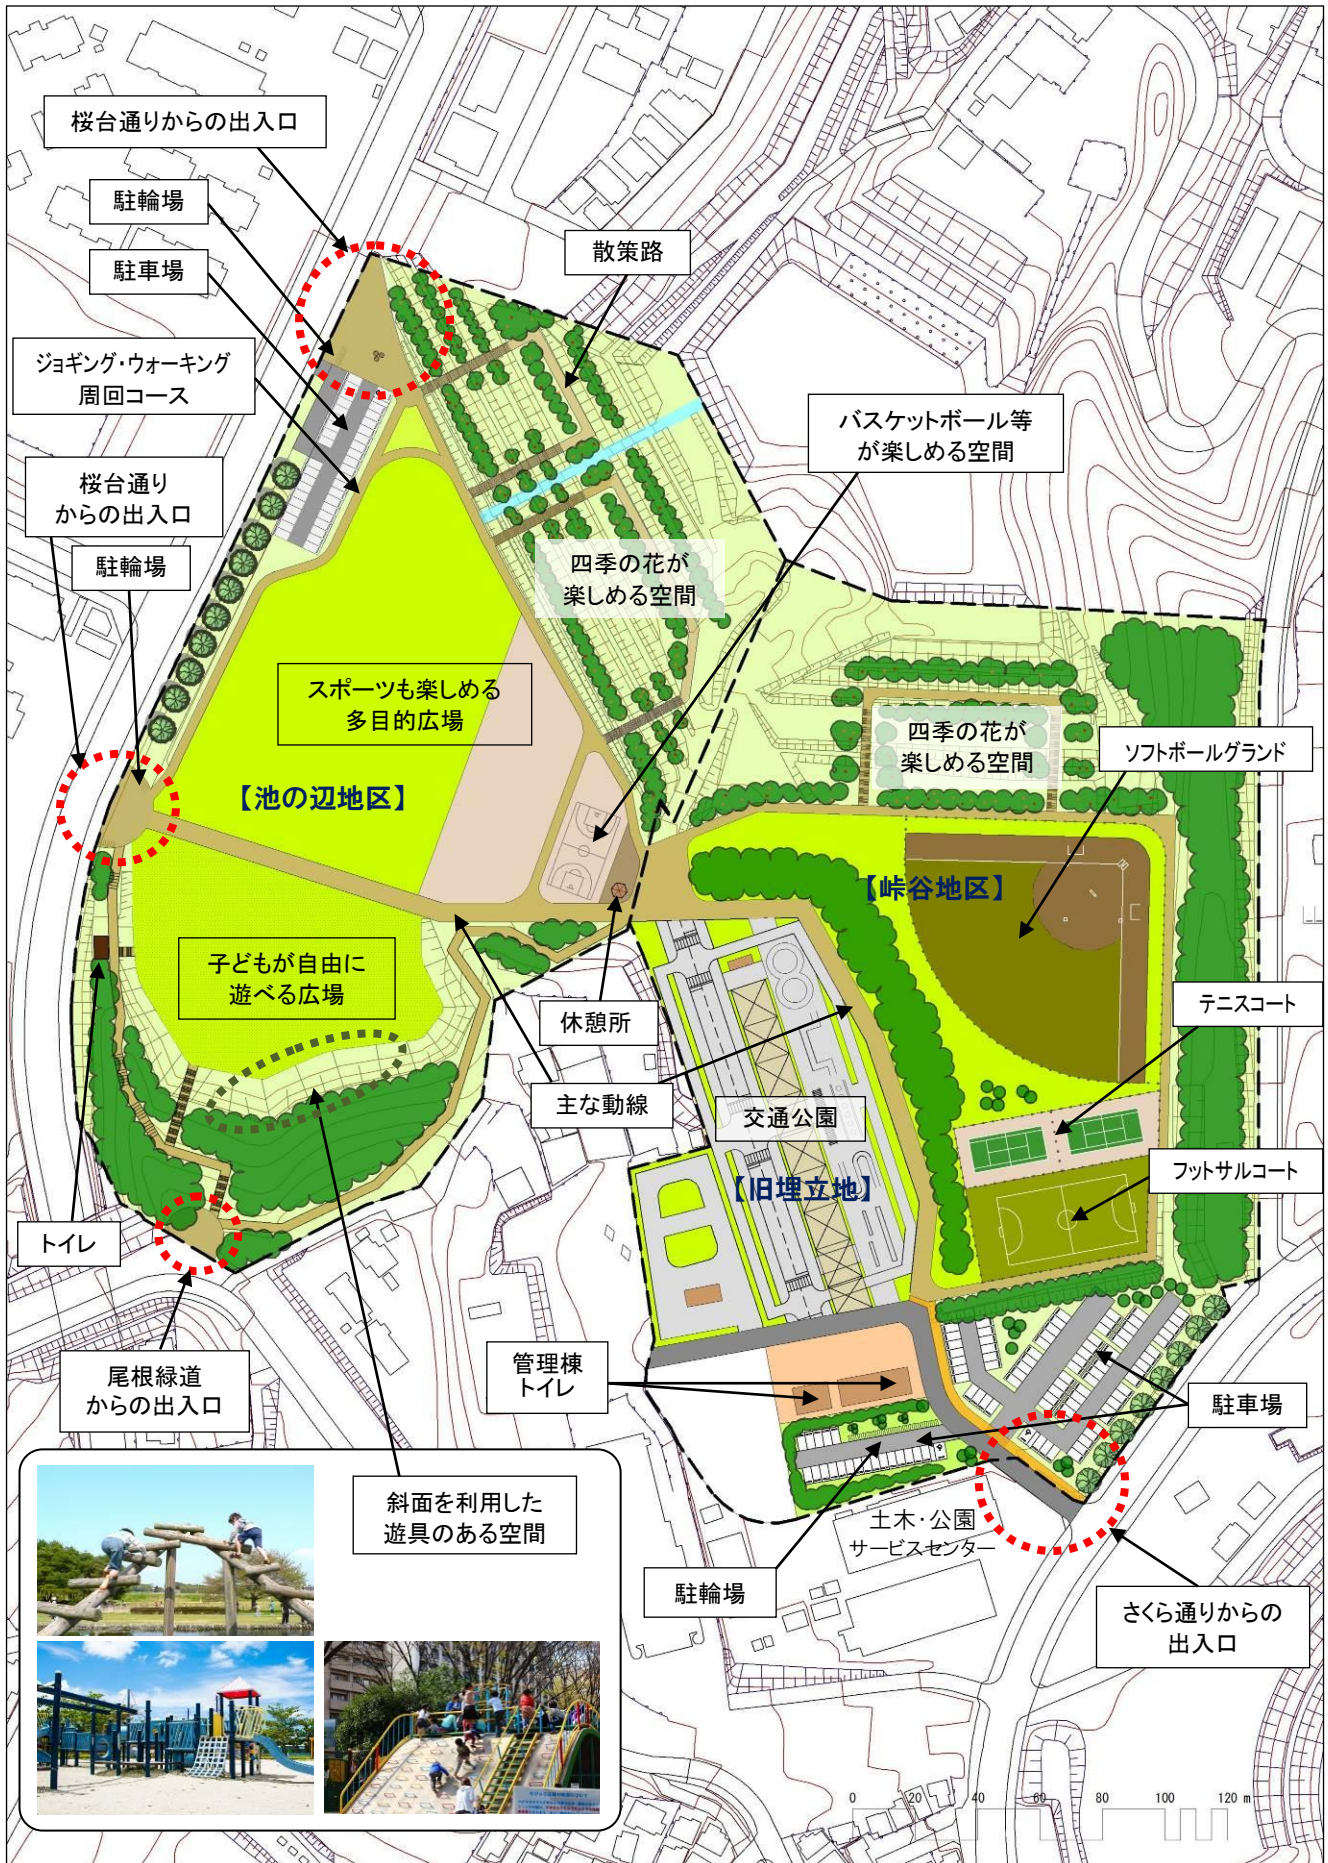 桜台通りからの出入口
駐輪場
駐車場
散策路
ジョギング・ウォーキング
周回コース
バスケットボール等
が楽しめる空間
桜台通り
からの出入口
駐輪場
四季の花が
楽しめる空間
スポーツも楽しめる
多目的広場
四季の花が
楽しめる空間
ソフトボールグランド
【池の辺地区】
【峠谷地区】
子どもが自由に
遊べる広場
休憩所
テニスコート
主な動線
交通公園
フットサルコート
【旧埋立地】
トイレ
尾根緑道
からの出入口
管理棟
トイレ
駐車場
斜面を利用した
遊具のある空間
土木・公園
サービスセンター
駐輪場
さくら通りからの
出入口
0 20 40 60 80 100 120 m